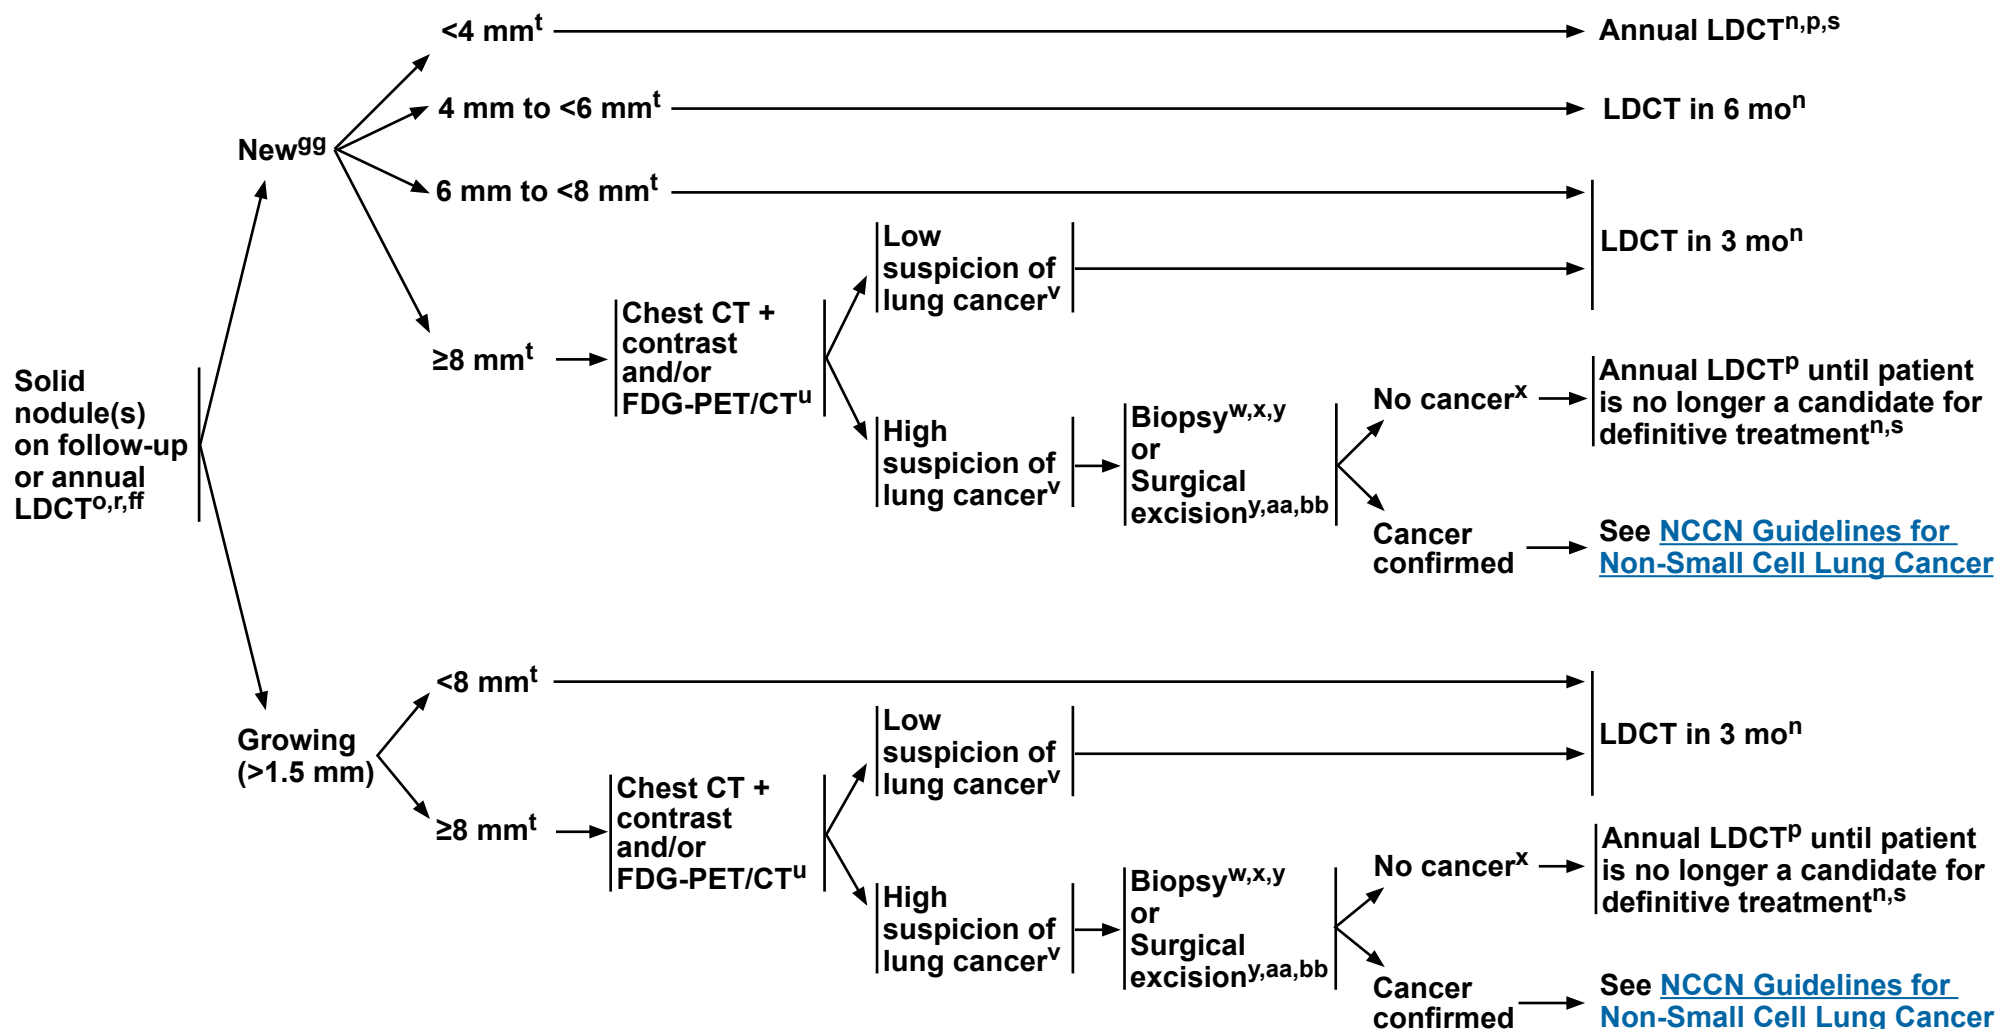 Solid
nodule(s)
on follow-up
or annual
LDCTo,r,ff
Newgg
<4 mmt
Annual LDCTn,p,s
4 mm to <6 mmt
LDCT in 6 mon
6 mm to <8 mmt
LDCT in 3 mon
≥8 mmt
Chest CT +
contrast
and/or
FDG-PET/CTu
Low
suspicion of
lung cancerv
High
suspicion of
lung cancerv
Biopsyw,x,y
or
Surgical
excisiony,aa,bb
No cancerx
Annual LDCTp until patient
is no longer a candidate for
definitive treatmentn,s
Cancer
confirmed
See NCCN Guidelines for
Non-Small Cell Lung Cancer
Growing
(>1.5 mm)
<8 mmt
LDCT in 3 mon
≥8 mmt
Chest CT +
contrast
and/or
FDG-PET/CTu
Low
suspicion of
lung cancerv
High
suspicion of
lung cancerv
Biopsyw,x,y
or
Surgical
excisiony,aa,bb
No cancerx
Annual LDCTp until patient
is no longer a candidate for
definitive treatmentn,s
Cancer
confirmed
See NCCN Guidelines for
Non-Small Cell Lung Cancer